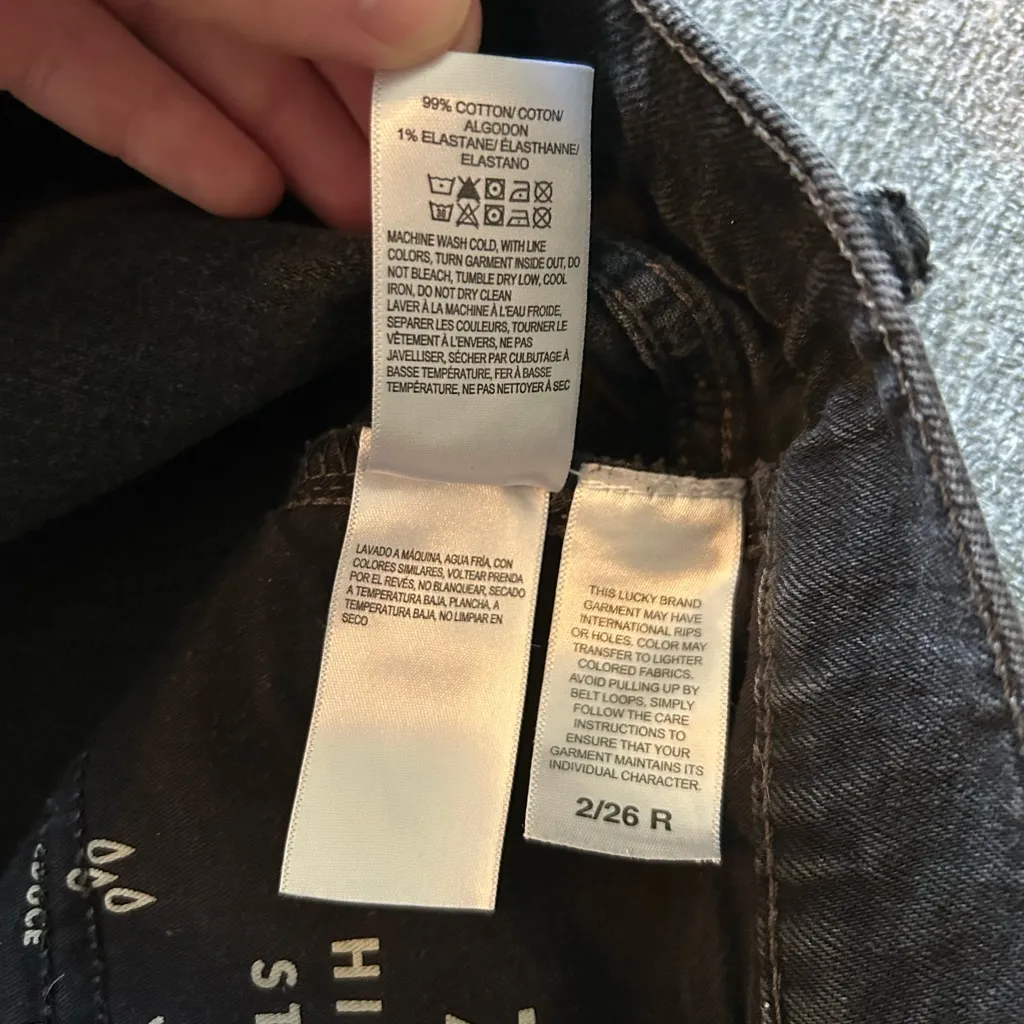 99% COTTON/ COTON/
ALGODON
1% ELASTANE/ ÉLASTHANNE/
ELASTANO
MACHINE WASH COLD, WITH LIKE
COLORS, TURN GARMENT INSIDE OUT, DO
NOT BLEACH, TUMBLE DRY LOW, COOL
IRON, DO NOT DRY CLEAN
LAVER À LA MACHINE À L'EAU FROIDE,
SEPARER LES COULEURS, TOURNER LE
VÊTEMENT À L'ENVERS, NE PAS
JAVELLISER, SÉCHER PAR CULBUTAGE À
BASSE TEMPÉRATURE, FER À BASSE
TEMPÉRATURE, NE PAS NETTOYER À SEC
LAVADO A MÁQUINA, AGUA FRÍA, CON
COLORES SIMILARES, VOLTEAR PRENDA
POR EL REVÉS, NO BLANQUEAR, SECADO
A TEMPERATURA BAJA, PLANCHA, A
TEMPERATURA BAJA, NO LIMPIAR EN
SECO
THIS LUCKY BRAND
GARMENT MAY HAVE
INTERNATIONAL RIPS
OR HOLES. COLOR MAY
TRANSFER TO LIGHTER
COLORED FABRICS.
AVOID PULLING UP BY
BELT LOOPS, SIMPLY
FOLLOW THE CARE
INSTRUCTIONS TO
ENSURE THAT YOUR
GARMENT MAINTAINS ITS
INDIVIDUAL CHARACTER.
2/26 R
HI
ST